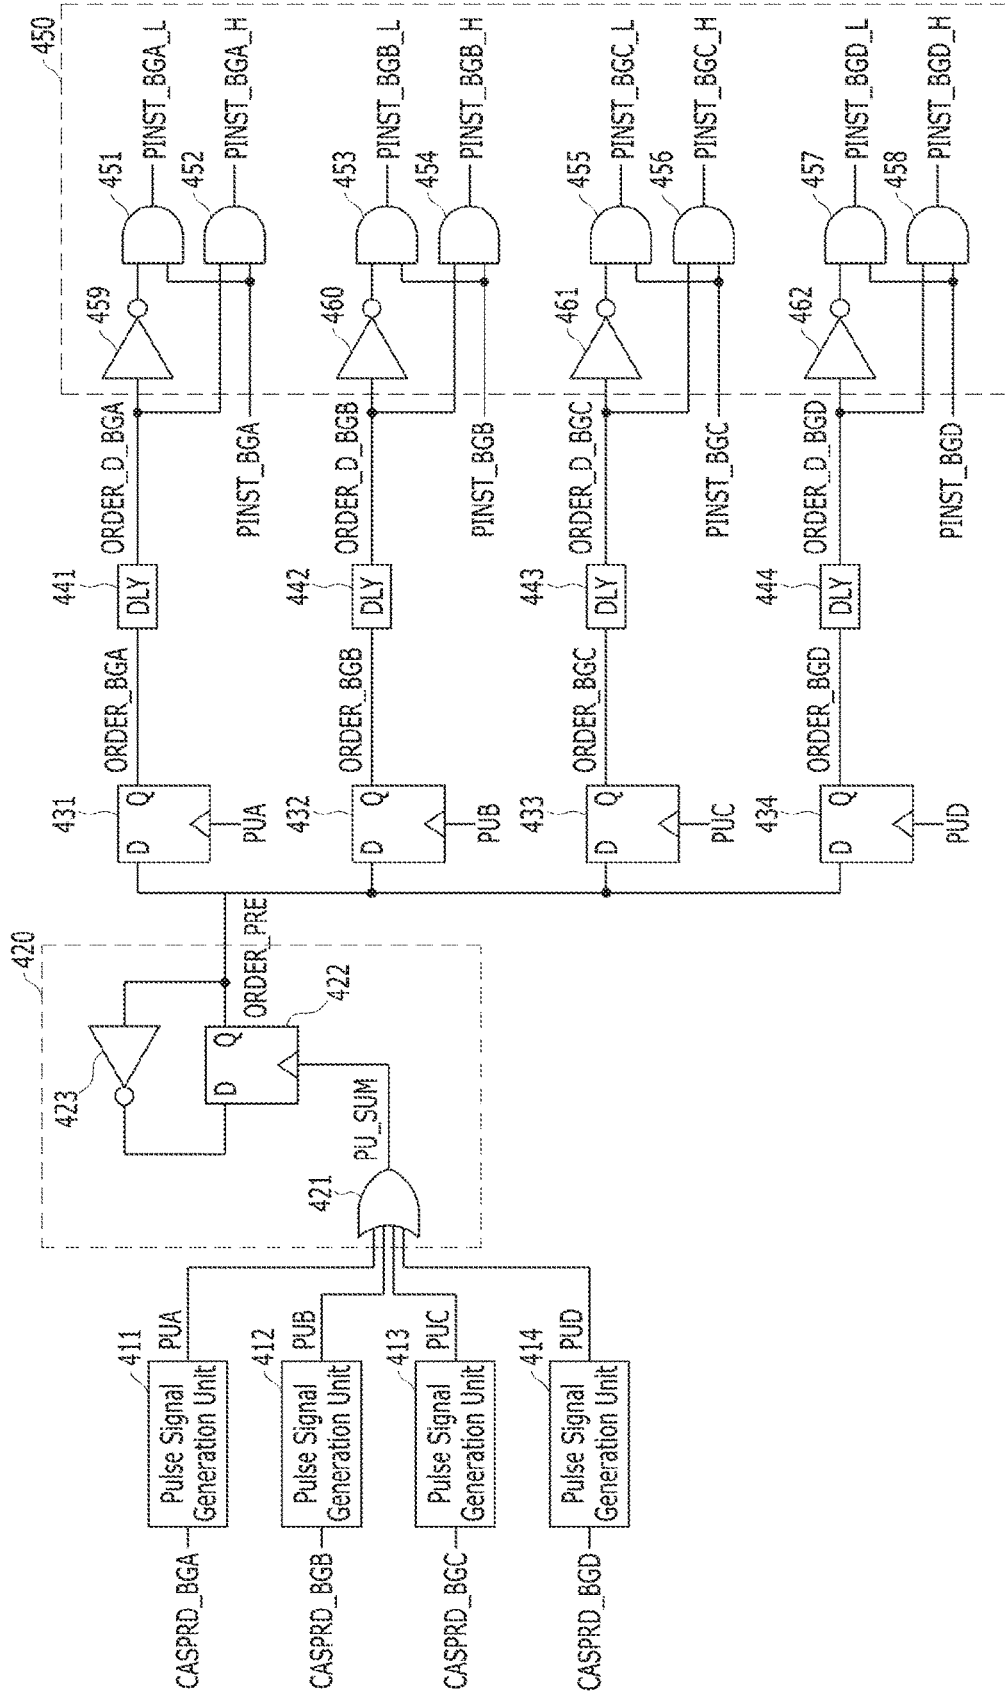 CASPRD_BGA
CASPRD_BGB
CASPRD_BGC
CASPRD_BGD
411
Pulse Signal
Generation Unit
412
Pulse Signal
Generation Unit
413
Pulse Signal
Generation Unit
414
Pulse Signal
Generation Unit
PUA
PUB
PUC
PUD
420
421
PU_SUM
423
D
Q
422
ORDER_PRE
431
D
Q
PUA
432
D
Q
PUB
433
D
Q
PUC
434
D
Q
PUD
ORDER_BGA
ORDER_BGB
ORDER_BGC
ORDER_BGD
441
DLY
442
DLY
443
DLY
444
DLY
ORDER_D_BGA
PINST_BGA
ORDER_D_BGB
PINST_BGB
ORDER_D_BGC
PINST_BGC
ORDER_D_BGD
PINST_BGD
450
459
451
452
460
453
454
461
455
456
462
457
458
PINST_BGA_L
PINST_BGA_H
PINST_BGB_L
PINST_BGB_H
PINST_BGC_L
PINST_BGC_H
PINST_BGD_L
PINST_BGD_H